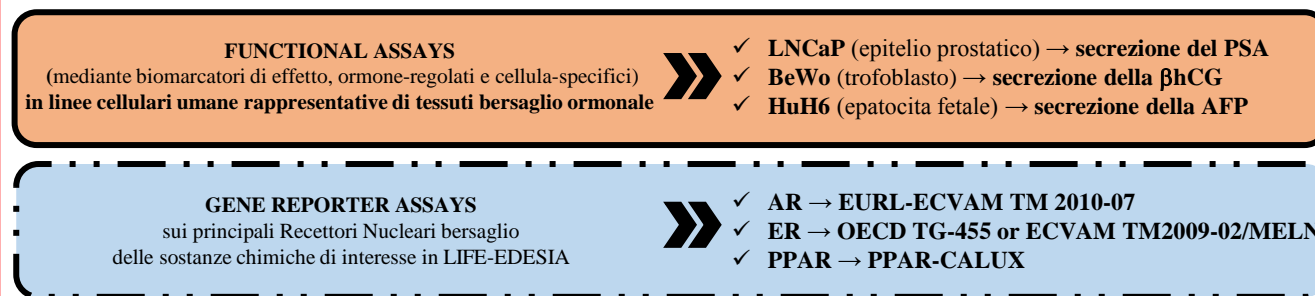 FUNCTIONAL ASSAYS
(mediante biomarcatori di effetto, ormone-regolati e cellula-specifici)
in linee cellulari umane rappresentative di tessuti bersaglio ormonale
✓ LNCaP (epitelio prostatico) → secrezione del PSA
✓ BeWo (trofoblasto) → secrezione della βhCG
✓ HuH6 (epatocita fetale) → secrezione della AFP
GENE REPORTER ASSAYS
sui principali Recettori Nucleari bersaglio
delle sostanze chimiche di interesse in LIFE-EDESIA
✓ AR → EURL-ECVAM TM 2010-07
✓ ER → OECD TG-455 or ECVAM TM2009-02/MELN
✓ PPAR → PPAR-CALUX